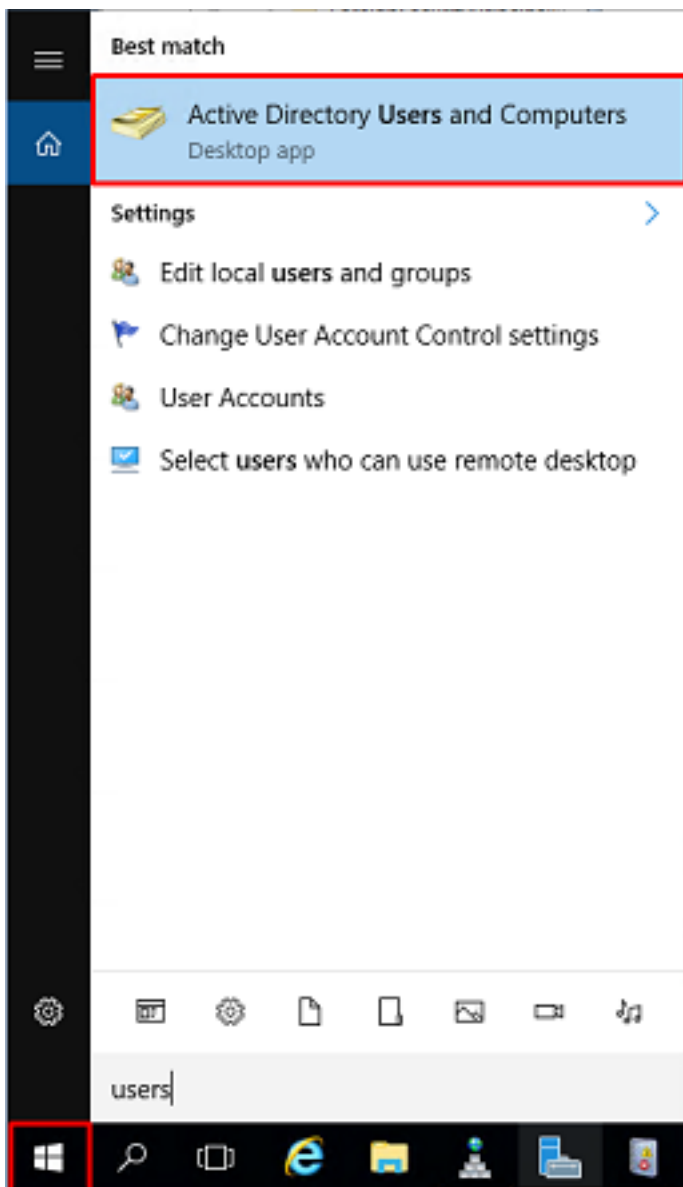 Best match
Active Directory Users and Computers
Desktop app
Settings
Edit local users and groups
Change User Account Control settings
User Accounts
Select users who can use remote desktop
users